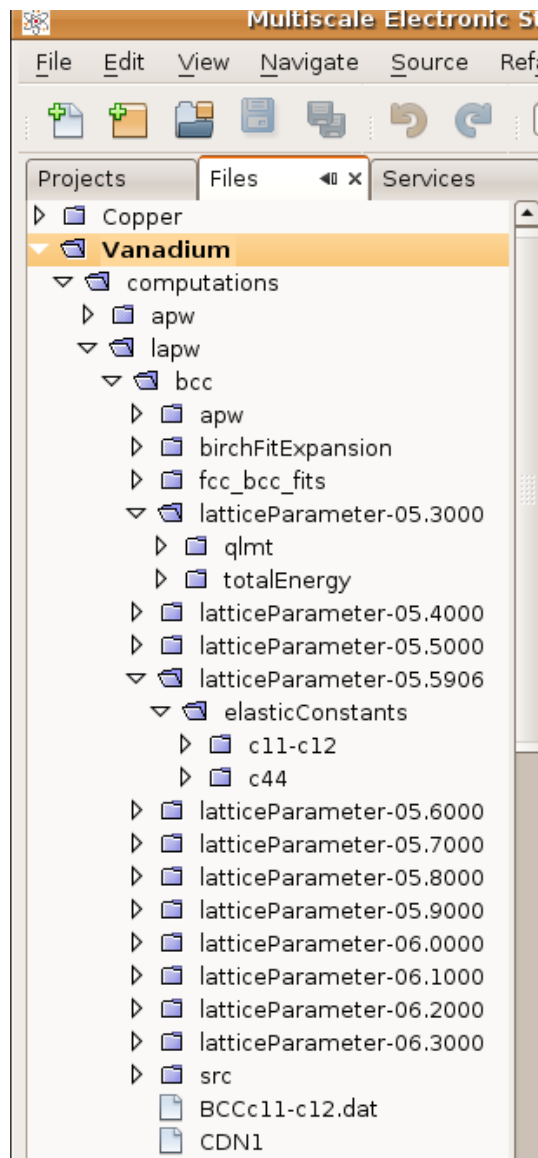 Multiscale Electronic St
File Edit View Navigate Source Ref
Projects Files Services
Copper
Vanadium
computations
apw
lapw
bcc
apw
birchFitExpansion
fcc_bcc_fits
latticeParameter-05.3000
qlmt
totalEnergy
latticeParameter-05.4000
latticeParameter-05.5000
latticeParameter-05.5906
elasticConstants
c11-c12
c44
latticeParameter-05.6000
latticeParameter-05.7000
latticeParameter-05.8000
latticeParameter-05.9000
latticeParameter-06.0000
latticeParameter-06.1000
latticeParameter-06.2000
latticeParameter-06.3000
src
BCCc11-c12.dat
CDN1